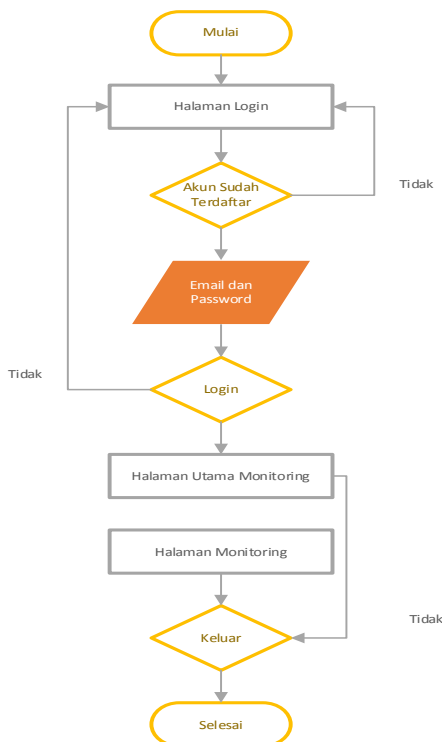 Mulai
Halaman Login
Akun Sudah
Terdaftar
Tidak
Email dan
Password
Tidak
Login
Halaman Utama Monitoring
Halaman Monitoring
Tidak
Keluar
Selesai